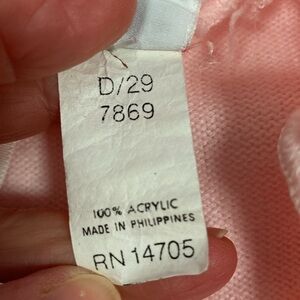 D/29
7869
100% ACRYLIC
MADE IN PHILIPPINES
RN 14705